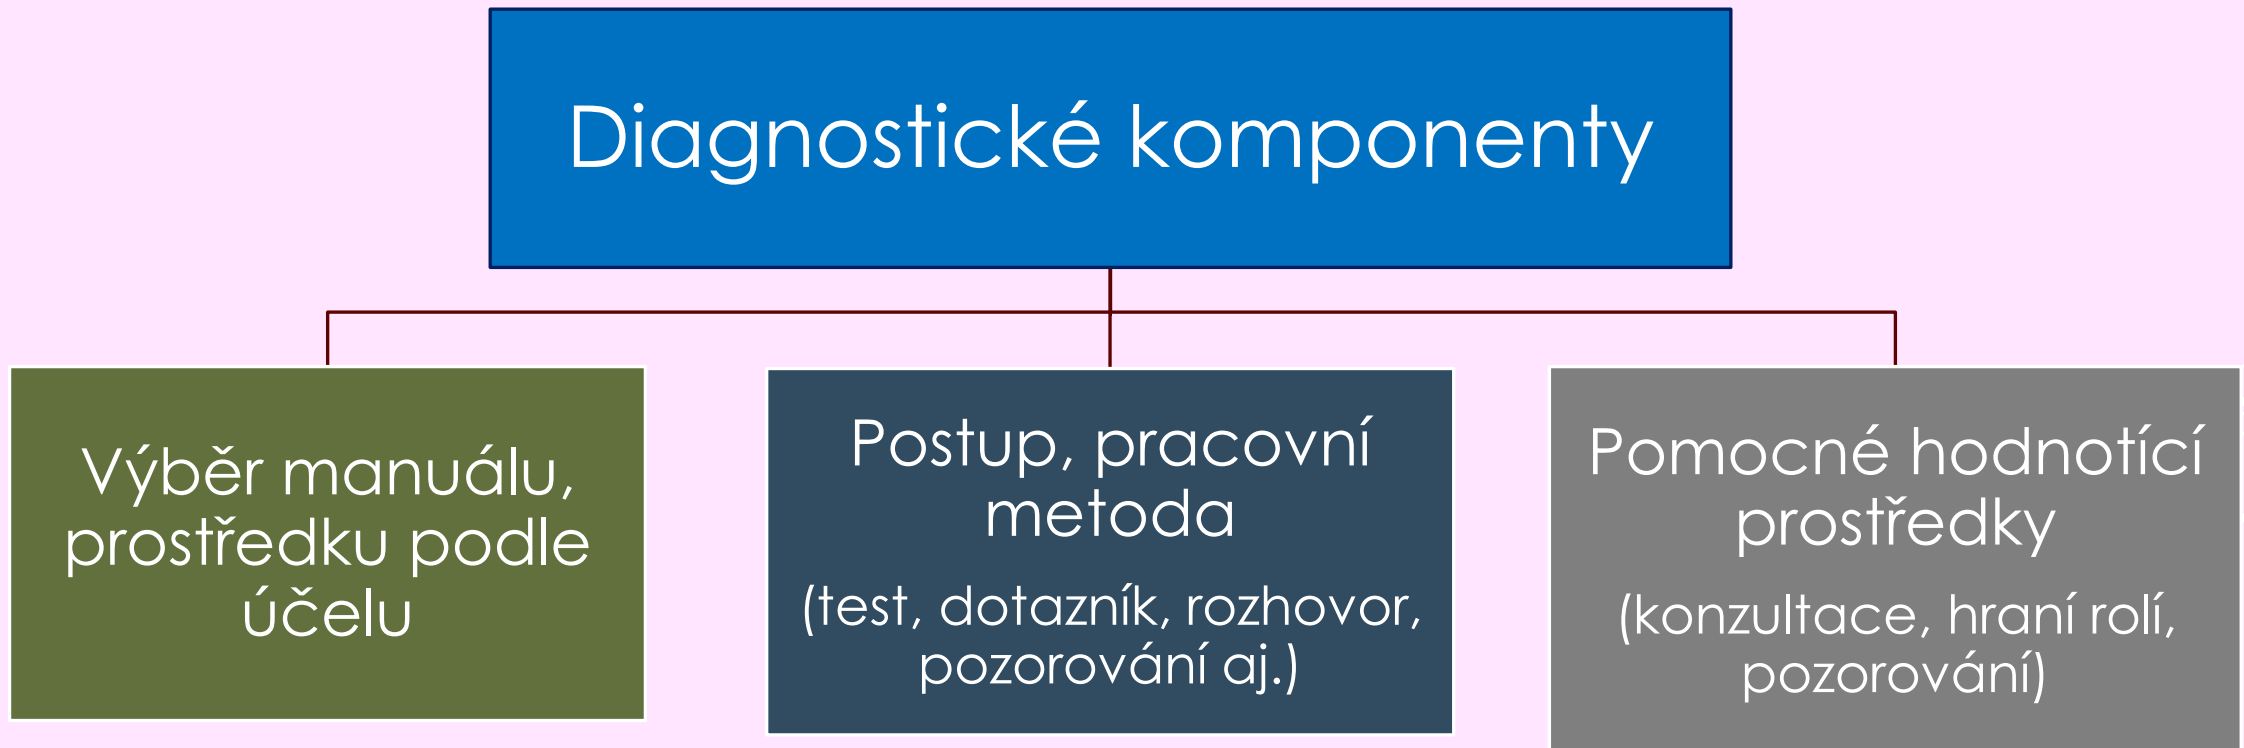 Diagnostické komponenty
Výběr manuálu,
prostředku podle
účelu
Postup, pracovní
metoda
(test, dotazník, rozhovor,
pozorování aj.)
Pomocné hodnotící
prostředky
(konzultace, hraní rolí,
pozorování)